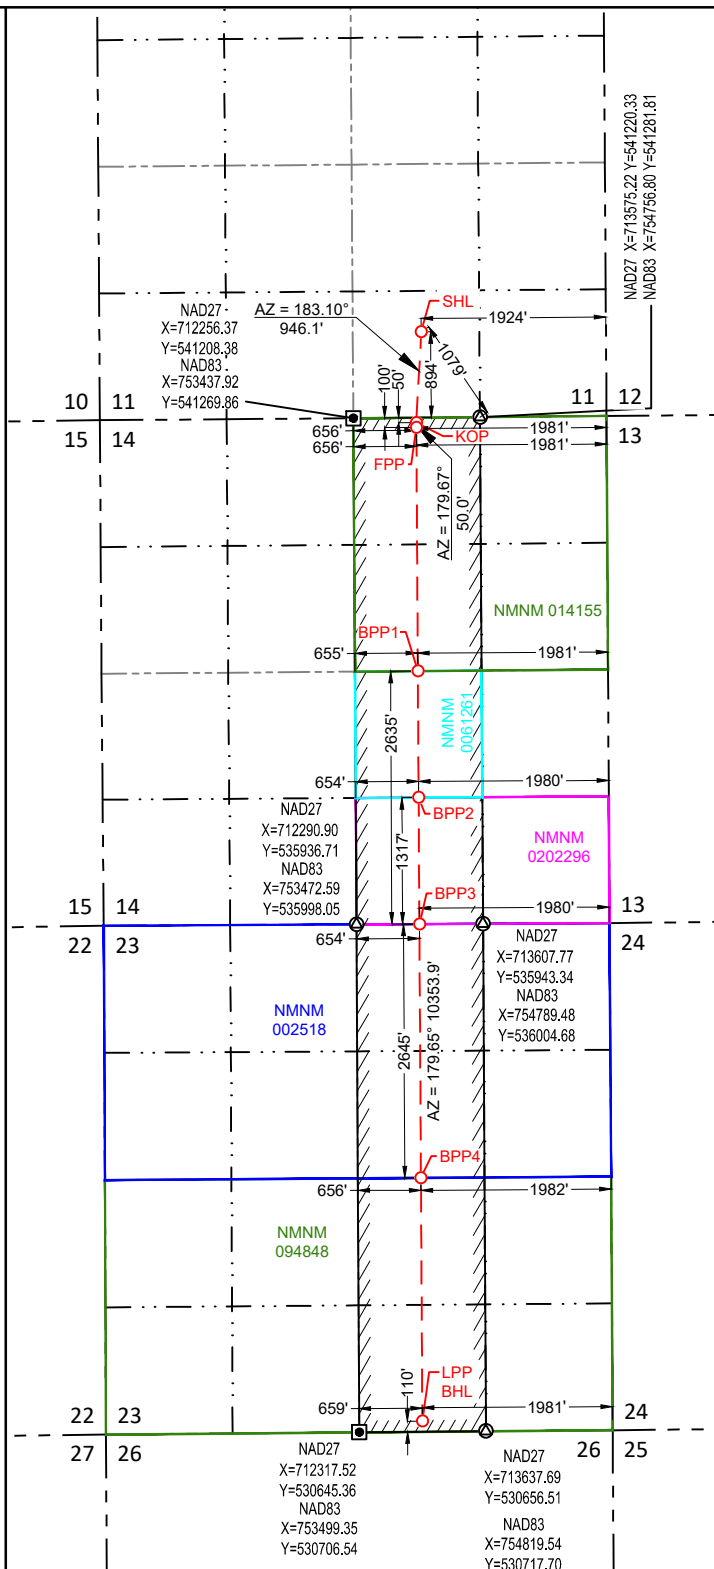 NAD27 X=713575.22 Y=541220.33
NAD83 X=754756.80 Y=541281.81
NAD27
X=712256.37
Y=541208.38
NAD83
X=753437.92
Y=541269.86
AZ = 183.10°
946.1'
SHL
1924'
1079'
894'
100'
50'
10 11
11 12
15 14
13
656'
656'
KOP
FPP
1981'
1981'
AZ = 179.67°
50.0'
NMNM 014155
BPP1
655'
1981'
2635'
NMNM
0061261
654'
1980'
BPP2
NAD27
X=712290.90
Y=535936.71
NAD83
X=753472.59
Y=535998.05
1317'
NMNM
0202296
BPP3
1980'
15 14
13
22 23
24
654'
NAD27
X=713607.77
Y=535943.34
NAD83
X=754789.48
Y=536004.68
NMNM
002518
2645'
AZ = 179.65° 10353.9'
BPP4
656'
1982'
NMNM
094848
LPP
BHL
110'
659'
1981'
22 23
24
27 26
26 25
NAD27
X=712317.52
Y=530645.36
NAD83
X=753499.35
Y=530706.54
NAD27
X=713637.69
Y=530656.51
NAD83
X=754819.54
Y=530717.70